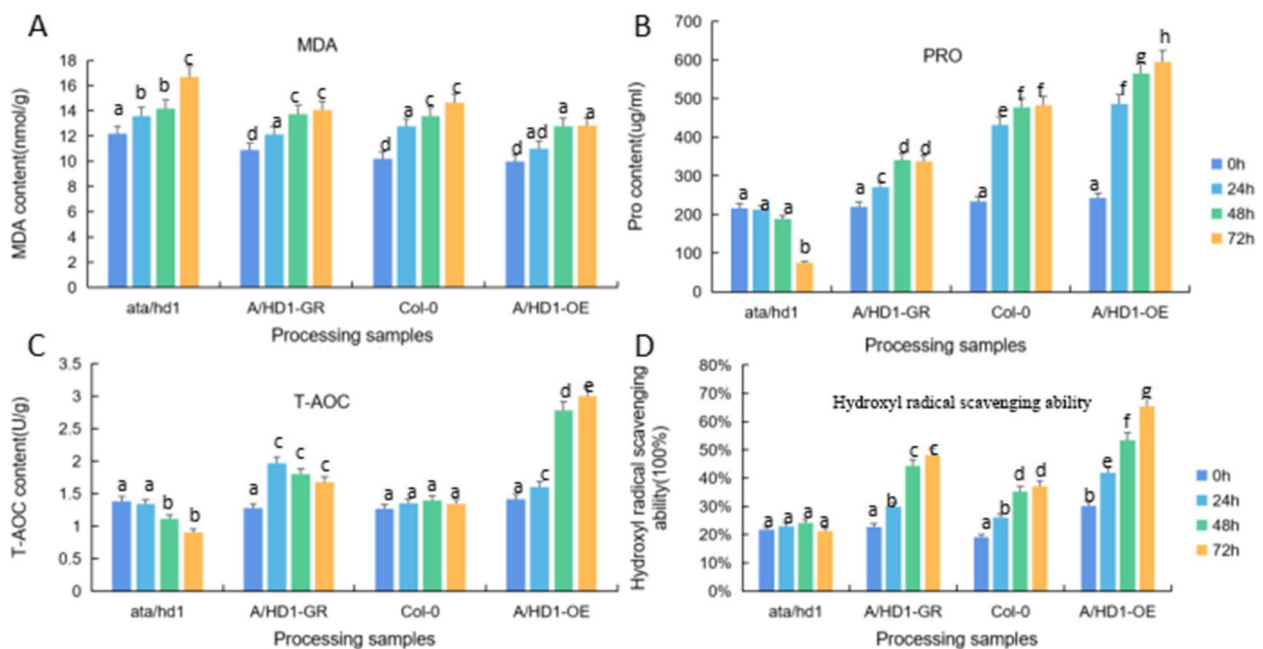 A
MDA
MDA content(nmol/g)
18
16
14
12
10
8
6
4
2
0
a b b c
d a c c
d a c c
d ad a a
ata/hd1 A/HD1-GR Col-0 A/HD1-OE
Processing samples
B
PRO
Pro content(ug/ml)
700
600
500
400
300
200
100
0
a a a b
a c d d
a e f f
a f g h
ata/hd1 A/HD1-GR Col-0 A/HD1-OE
Processing samples
0h
24h
48h
72h
C
T-AOC
T-AOC content(U/g)
3.5
3
2.5
2
1.5
1
0.5
0
a a b b
a c c c
a a a a
a c d e
ata/hd1 A/HD1-GR Col-0 A/HD1-OE
Processing samples
D
Hydroxyl radical scavenging ability
Hydroxyl radical scavenging
ability(100%)
80%
70%
60%
50%
40%
30%
20%
10%
0%
a a a a
a b c c
a b d d
b e f g
ata/hd1 A/HD1-GR Col-0 A/HD1-OE
Processing samples
0h
24h
48h
72h